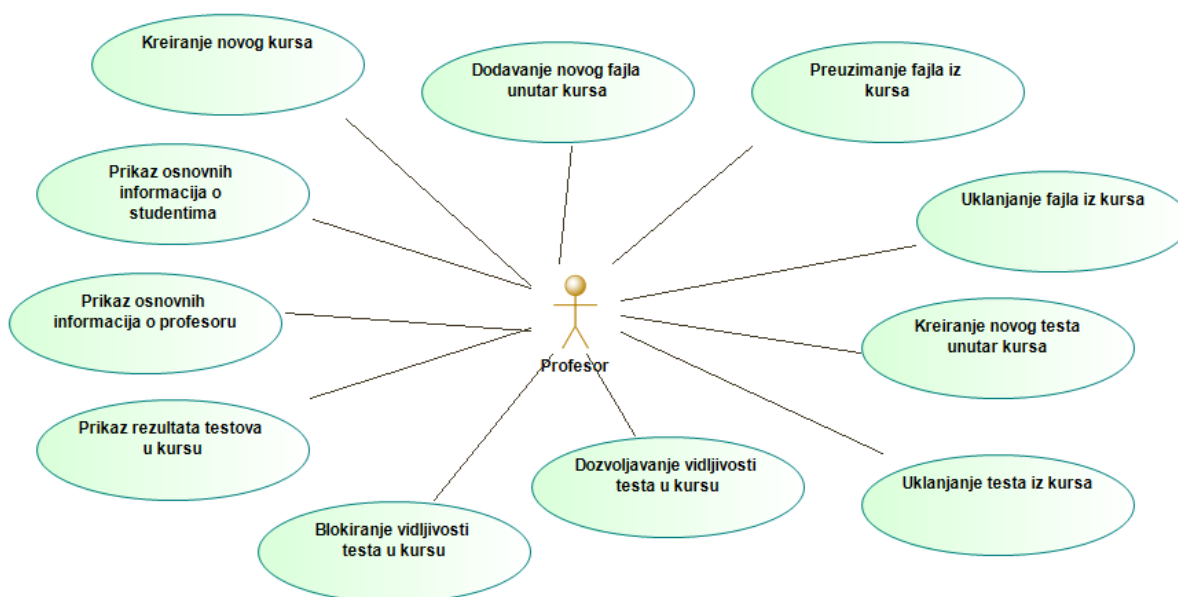 Kreiranje novog kursa
Dodavanje novog fajla
unutar kursa
Preuzimanje fajla iz
kursa
Prikaz osnovnih
informacija o
studentima
Uklanjanje fajla iz kursa
Prikaz osnovnih
informacija o profesoru
Kreiranje novog testa
unutar kursa
Profesor
Prikaz rezultata testova
u kursu
Dozvoljavanje vidljivosti
testa u kursu
Uklanjanje testa iz kursa
Blokiranje vidljivosti
testa u kursu